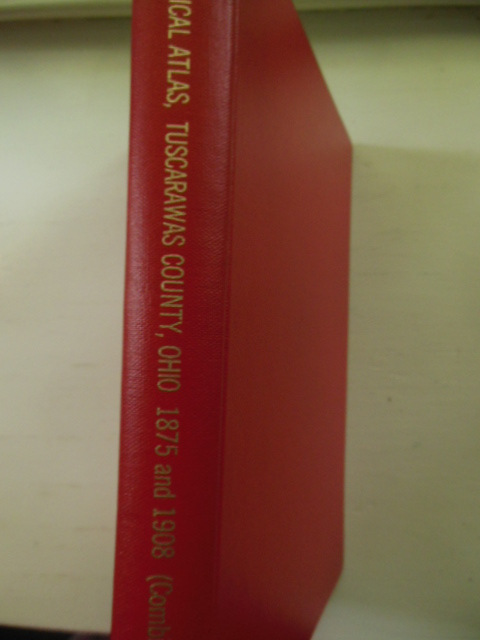 ICAL ATLAS, TUSCARAWAS COUNTY, OHIO 1875 and 1908 (Comb